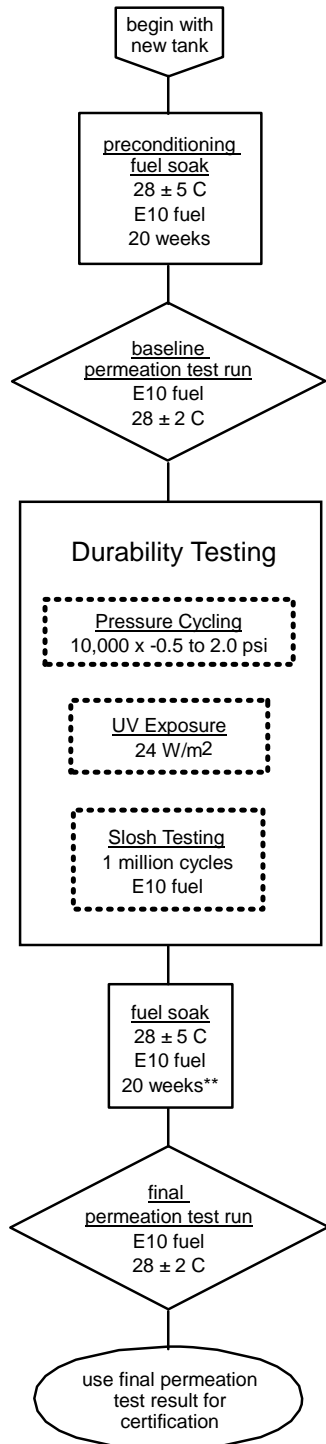 begin with
new tank
preconditioning
fuel soak
28 ± 5 C
E10 fuel
20 weeks
baseline
permeation test run
E10 fuel
28 ± 2 C
Durability Testing
Pressure Cycling
10,000 x -0.5 to 2.0 psi
UV Exposure
24 W/m2
Slosh Testing
1 million cycles
E10 fuel
fuel soak
28 ± 5 C
E10 fuel
20 weeks**
final
permeation test run
E10 fuel
28 ± 2 C
use final permeation
test result for
certification